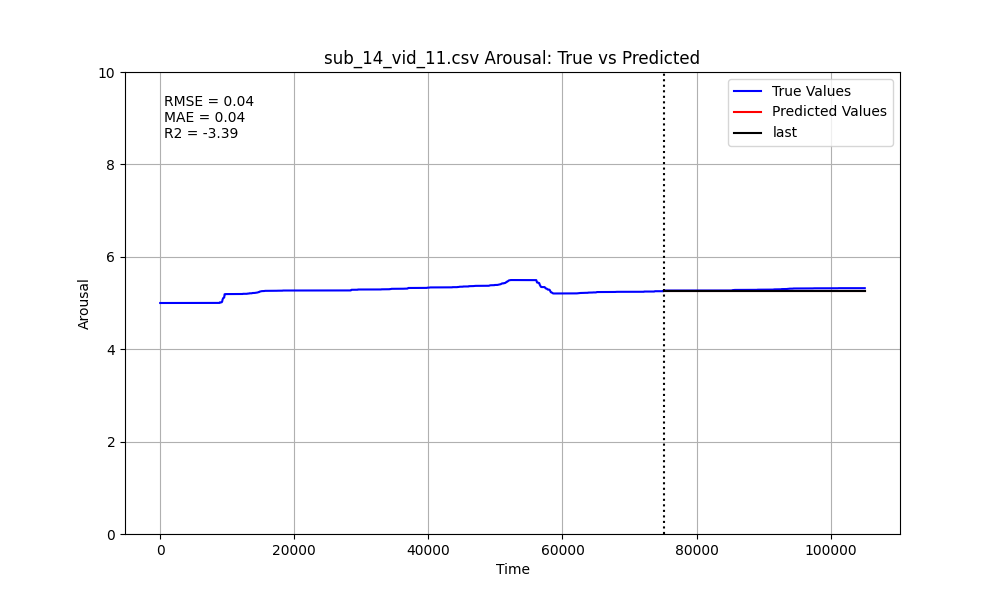 sub_14_vid_11.csv Arousal: True vs Predicted
RMSE = 0.04
MAE = 0.04
R2 = -3.39
True Values
Predicted Values
last
10
8
6
4
2
0
Arousal
0
20000
40000
60000
80000
100000
Time